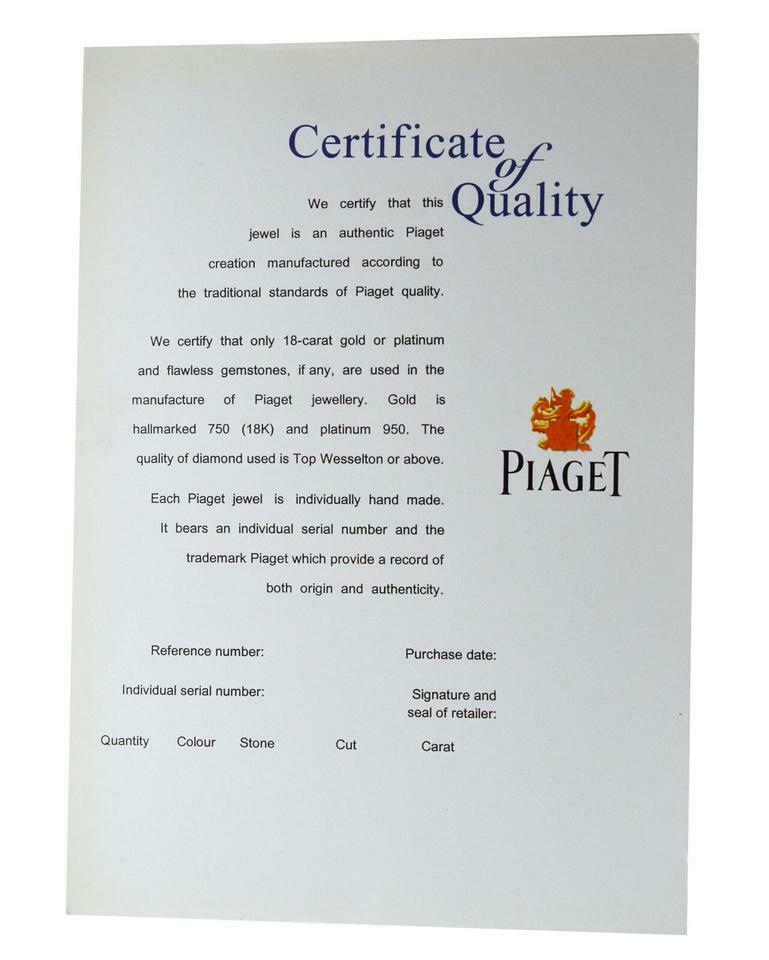 Certificate
of
Quality
We certify that this
jewel is an authentic Piaget
creation manufactured according to
the traditional standards of Piaget quality.
We certify that only 18-carat gold or platinum
and flawless gemstones, if any, are used in the
manufacture of Piaget jewellery. Gold is
hallmarked 750 (18K) and platinum 950. The
quality of diamond used is Top Wesselton or above.
Each Piaget jewel is individually hand made.
It bears an individual serial number and the
trademark Piaget which provide a record of
both origin and authenticity.
PIAGET
Reference number:
Purchase date:
Individual serial number:
Signature and
seal of retailer:
Quantity Colour Stone Cut Carat